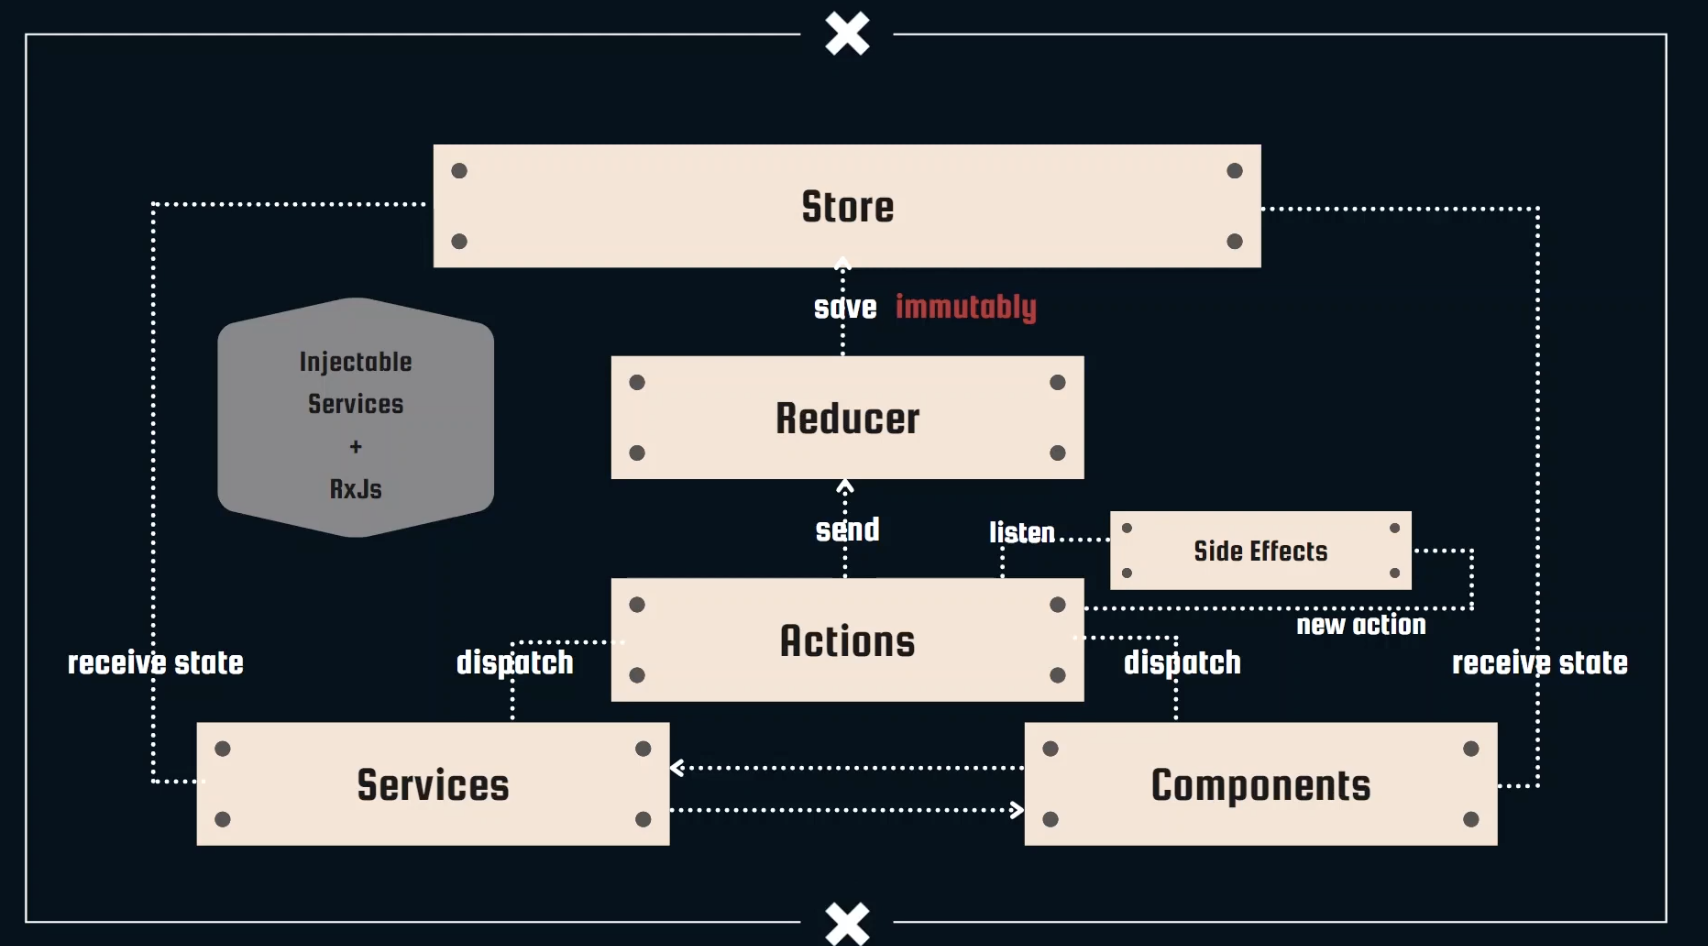 Store
save immutably
Injectable
Services
+
RxJs
Reducer
send
listen
Side Effects
Actions
new action
receive state
dispatch
dispatch
receive state
Services
Components